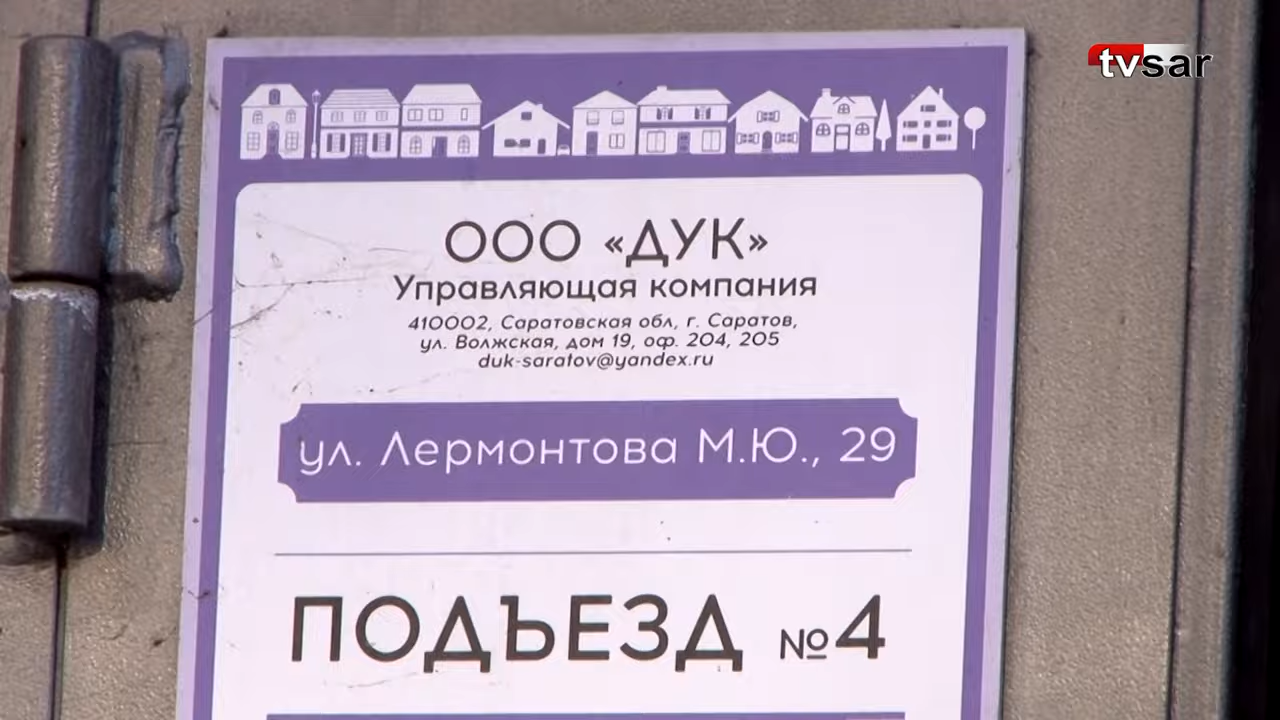 tvsar
ООО «ДУК»
Управляющая компания
410002, Саратовская обл, г. Саратов,
ул. Волжская, дом 19, оф. 204, 205
duk-saratov@yandex.ru
ул. Лермонтова М.Ю., 29
ПОДЪЕЗД №4